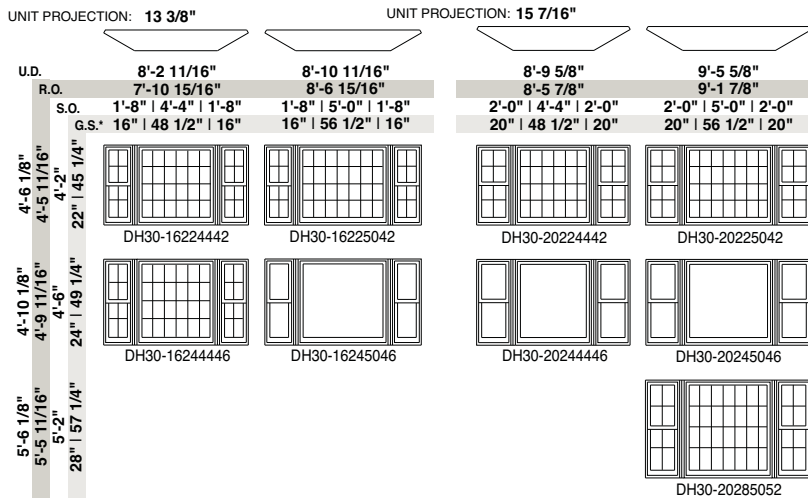 UNIT PROJECTION: 13 3/8"
UNIT PROJECTION: 15 7/16"
U.D. 8'-2 11/16" 8'-10 11/16" 8'-9 5/8" 9'-5 5/8"
R.O. 7'-10 15/16" 8'-6 15/16" 8'-5 7/8" 9'-1 7/8"
S.O. 1'-8" | 4'-4" | 1'-8" 1'-8" | 5'-0" | 1'-8" 2'-0" | 4'-4" | 2'-0" 2'-0" | 5'-0" | 2'-0"
G.S.* 16" | 48 1/2" | 16" 16" | 56 1/2" | 16" 20" | 48 1/2" | 20" 20" | 56 1/2" | 20"
4'-6 1/8"
4'-5 11/16"
4'-2"
22" | 45 1/4"
DH30-16224442 DH30-16225042 DH30-20224442 DH30-20225042
4'-10 1/8"
4'-9 11/16"
4'-6"
24" | 49 1/4"
DH30-16244446 DH30-16245046 DH30-20244446 DH30-20245046
5'-6 1/8"
5'-5 11/16"
5'-2"
28" | 57 1/4"
DH30-20285052